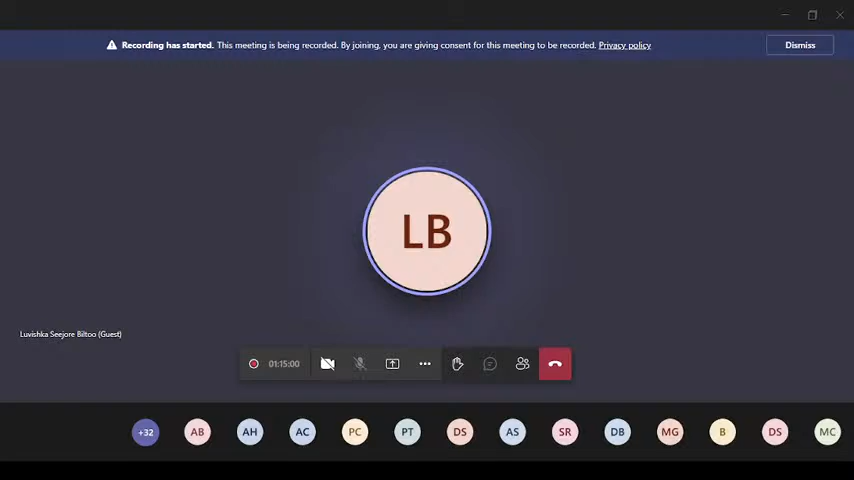 Recording has started. This meeting is being recorded. By joining, you are giving consent for this meeting to be recorded. Privacy policy
Dismiss
LB
Luvishka Seejore Biltoo (Guest)
01:15:00
+32 AB AH AC PC PT DS AS SR DB MG B DS MC